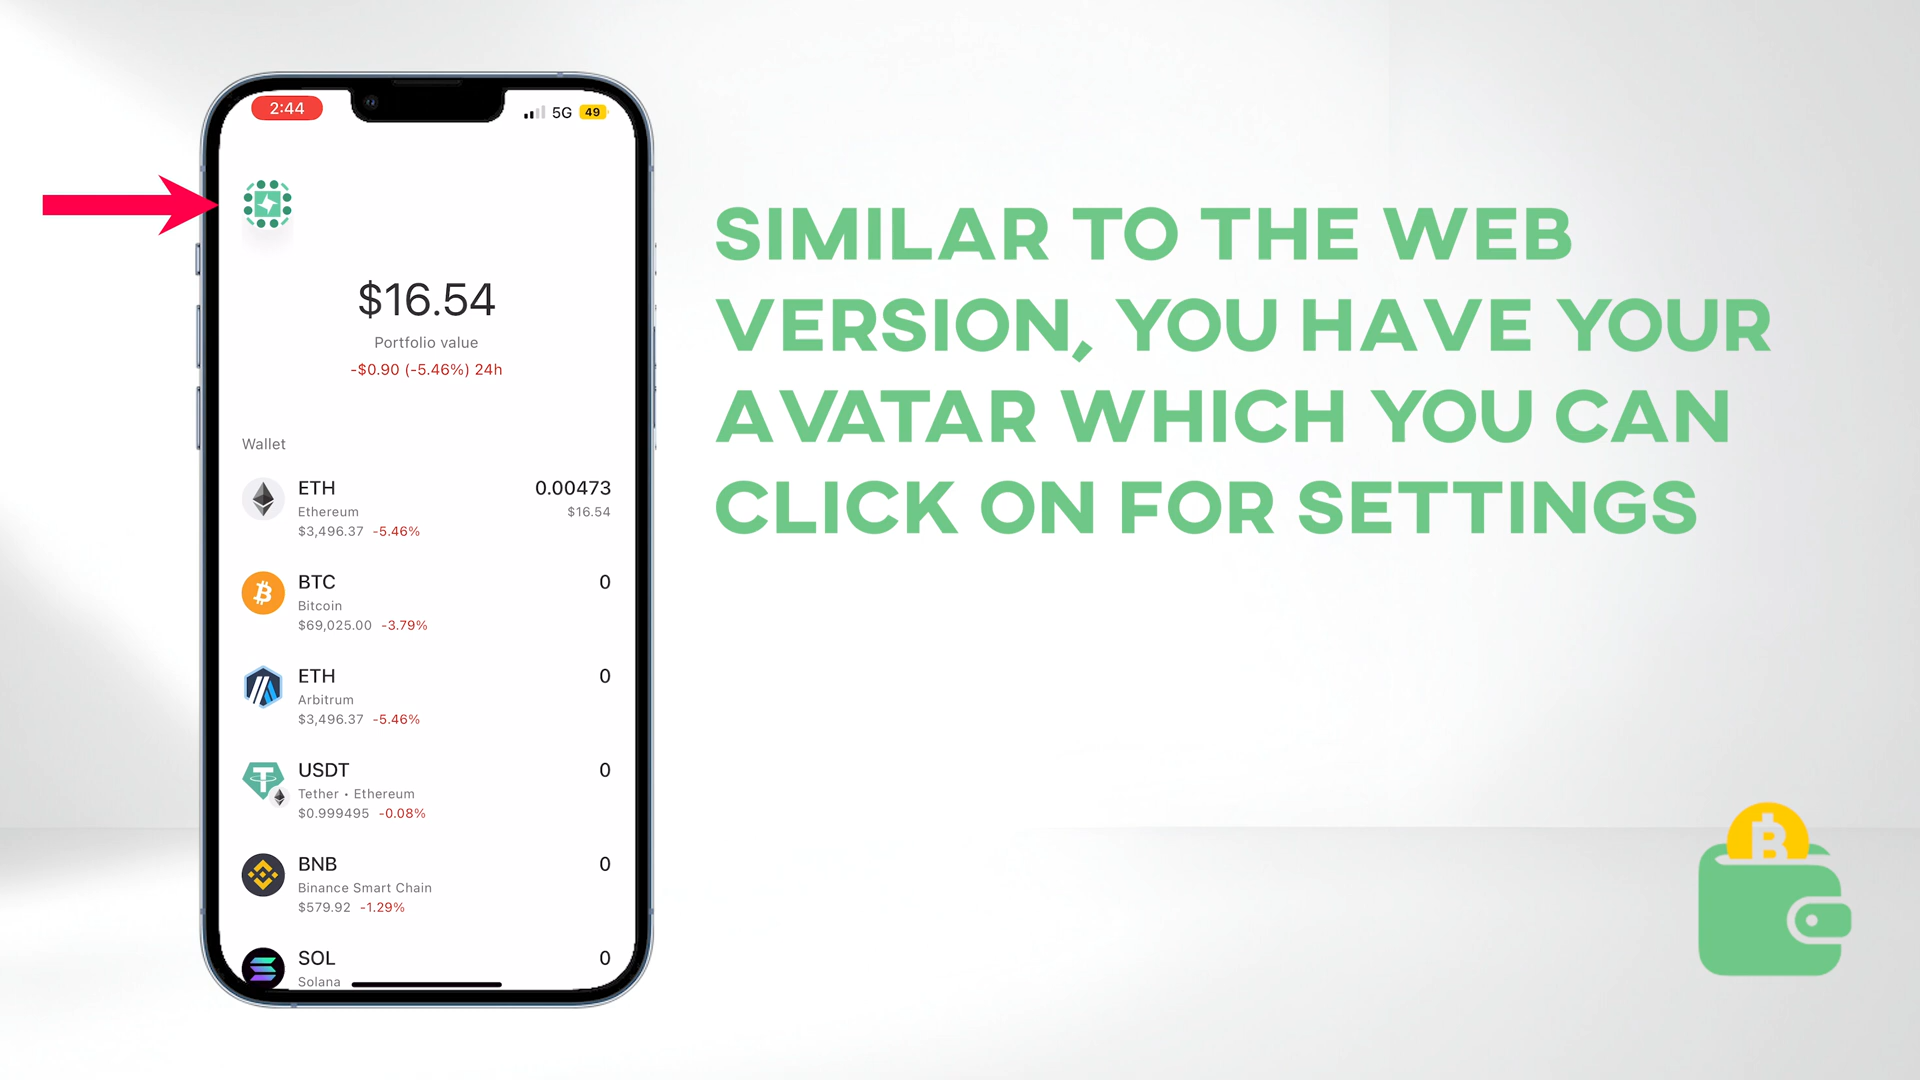 2:44
5G 49
$16.54
Portfolio value
-$0.90 (-5.46%) 24h
Wallet
ETH 0.00473
Ethereum $16.54
$3,496.37 -5.46%
BTC 0
Bitcoin
$69,025.00 -3.79%
ETH 0
Arbitrum
$3,496.37 -5.46%
USDT 0
Tether • Ethereum
$0.999495 -0.08%
BNB 0
Binance Smart Chain
$579.92 -1.29%
SOL 0
Solana
SIMILAR TO THE WEB
VERSION, YOU HAVE YOUR
AVATAR WHICH YOU CAN
CLICK ON FOR SETTINGS